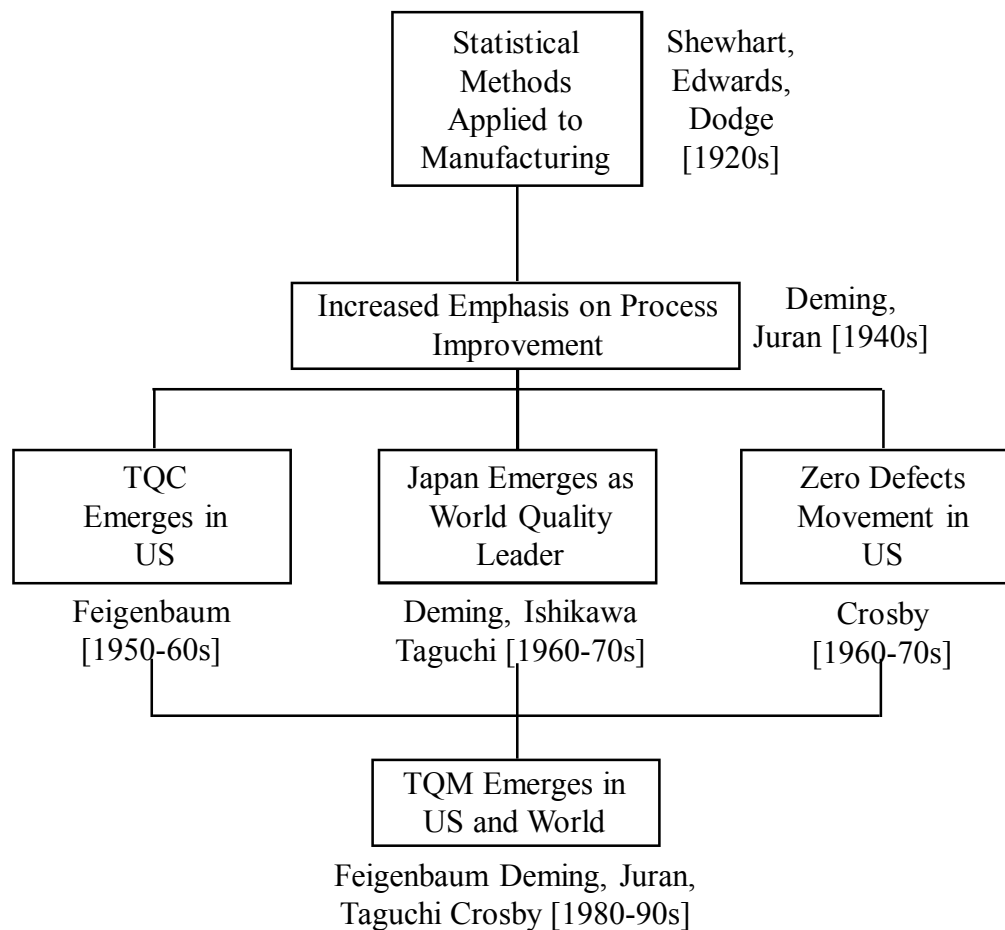 Statistical
Methods
Applied to
Manufacturing
Shewhart,
Edwards,
Dodge
[1920s]
Increased Emphasis on Process
Improvement
Deming,
Juran [1940s]
TQC
Emerges in
US
Feigenbaum
[1950-60s]
Japan Emerges as
World Quality
Leader
Deming, Ishikawa
Taguchi [1960-70s]
Zero Defects
Movement in
US
Crosby
[1960-70s]
TQM Emerges in
US and World
Feigenbaum Deming, Juran,
Taguchi Crosby [1980-90s]